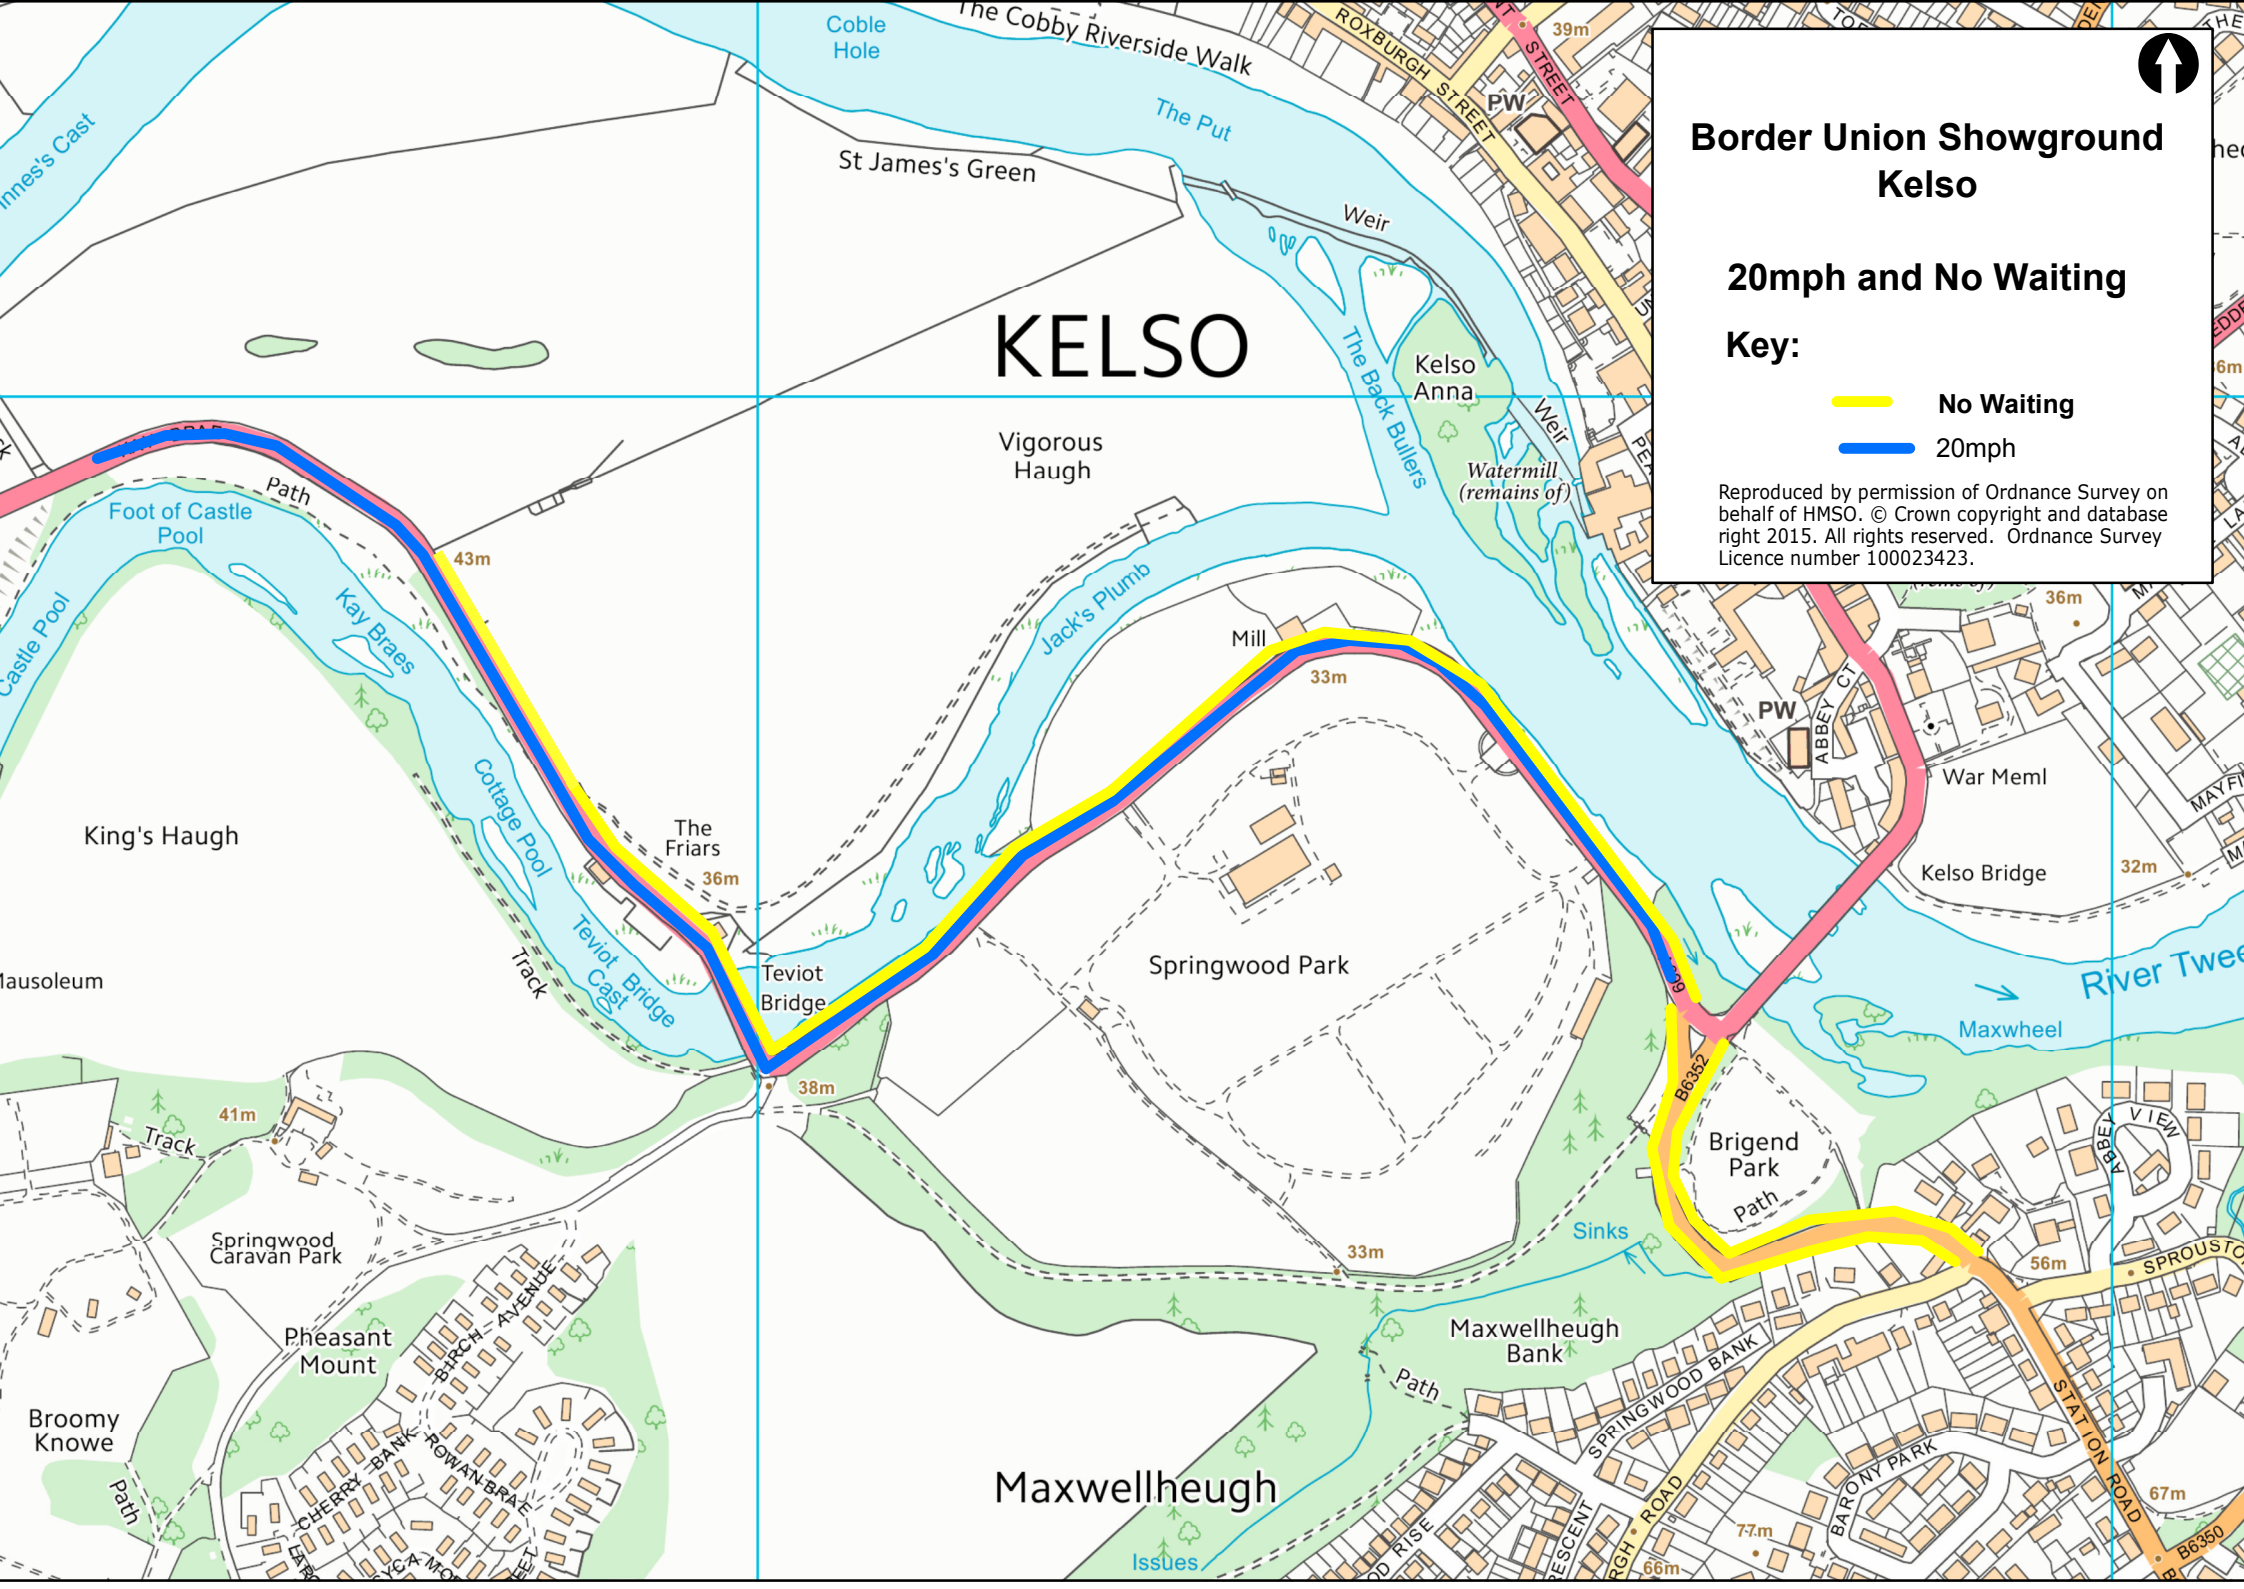 Border Union Showground
Kelso
20mph and No Waiting
Key:
No Waiting
20mph
Reproduced by permission of Ordnance Survey on
behalf of HMSO. © Crown copyright and database
right 2015. All rights reserved. Ordnance Survey
Licence number 100023423.
The Cobby Riverside Walk
Coble
Hole
ROXBURGH STREET
STREET
39m
PW
Innes's Cast
The Put
St James's Green
Weir
KELSO
The Back Bullers
Kelso
Anna
Weir
Vigorous
Haugh
Watermill
(remains of)
Path
Foot of Castle
Pool
43m
Castle Pool
Kay Braes
Jack's Plumb
Mill
33m
36m
PW
ABBEY CT
War Meml
Cottage Pool
King's Haugh
The
Friars
36m
Kelso Bridge
32m
Track
Teviot Bridge
Cast
Teviot
Bridge
Springwood Park
River Twee
Maxwheel
38m
B6352
41m
Track
Brigend
Park
Path
ABBEY VIEW
Springwood
Caravan Park
Sinks
33m
56m
SPROUSTO
Pheasant
Mount
BIRCH AVENUE
Maxwellheugh
Bank
Path
SPRINGWOOD BANK
STATION ROAD
Broomy
Knowe
Path
CHERRY BANK
ROWAN BRAE
Maxwellheugh
Issues
ROAD
BARONY PARK
67m
77m
66m
B6350